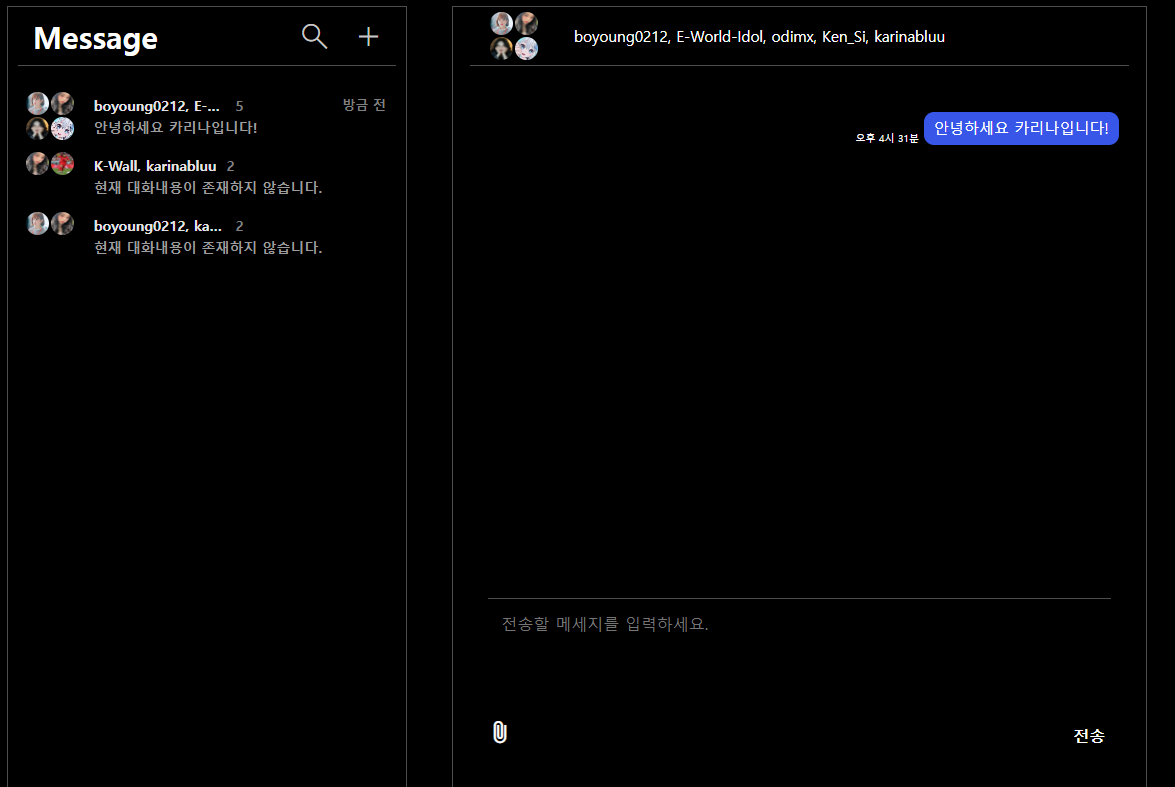 Message
boyoung0212, E-... 5 방금 전
안녕하세요 카리나입니다!
K-Wall, karinabluu 2
현재 대화내용이 존재하지 않습니다.
boyoung0212, ka... 2
현재 대화내용이 존재하지 않습니다.
boyoung0212, E-World-Idol, odimx, Ken_Si, karinabluu
오후 4시 31분 안녕하세요 카리나입니다!
전송할 메세지를 입력하세요.
전송